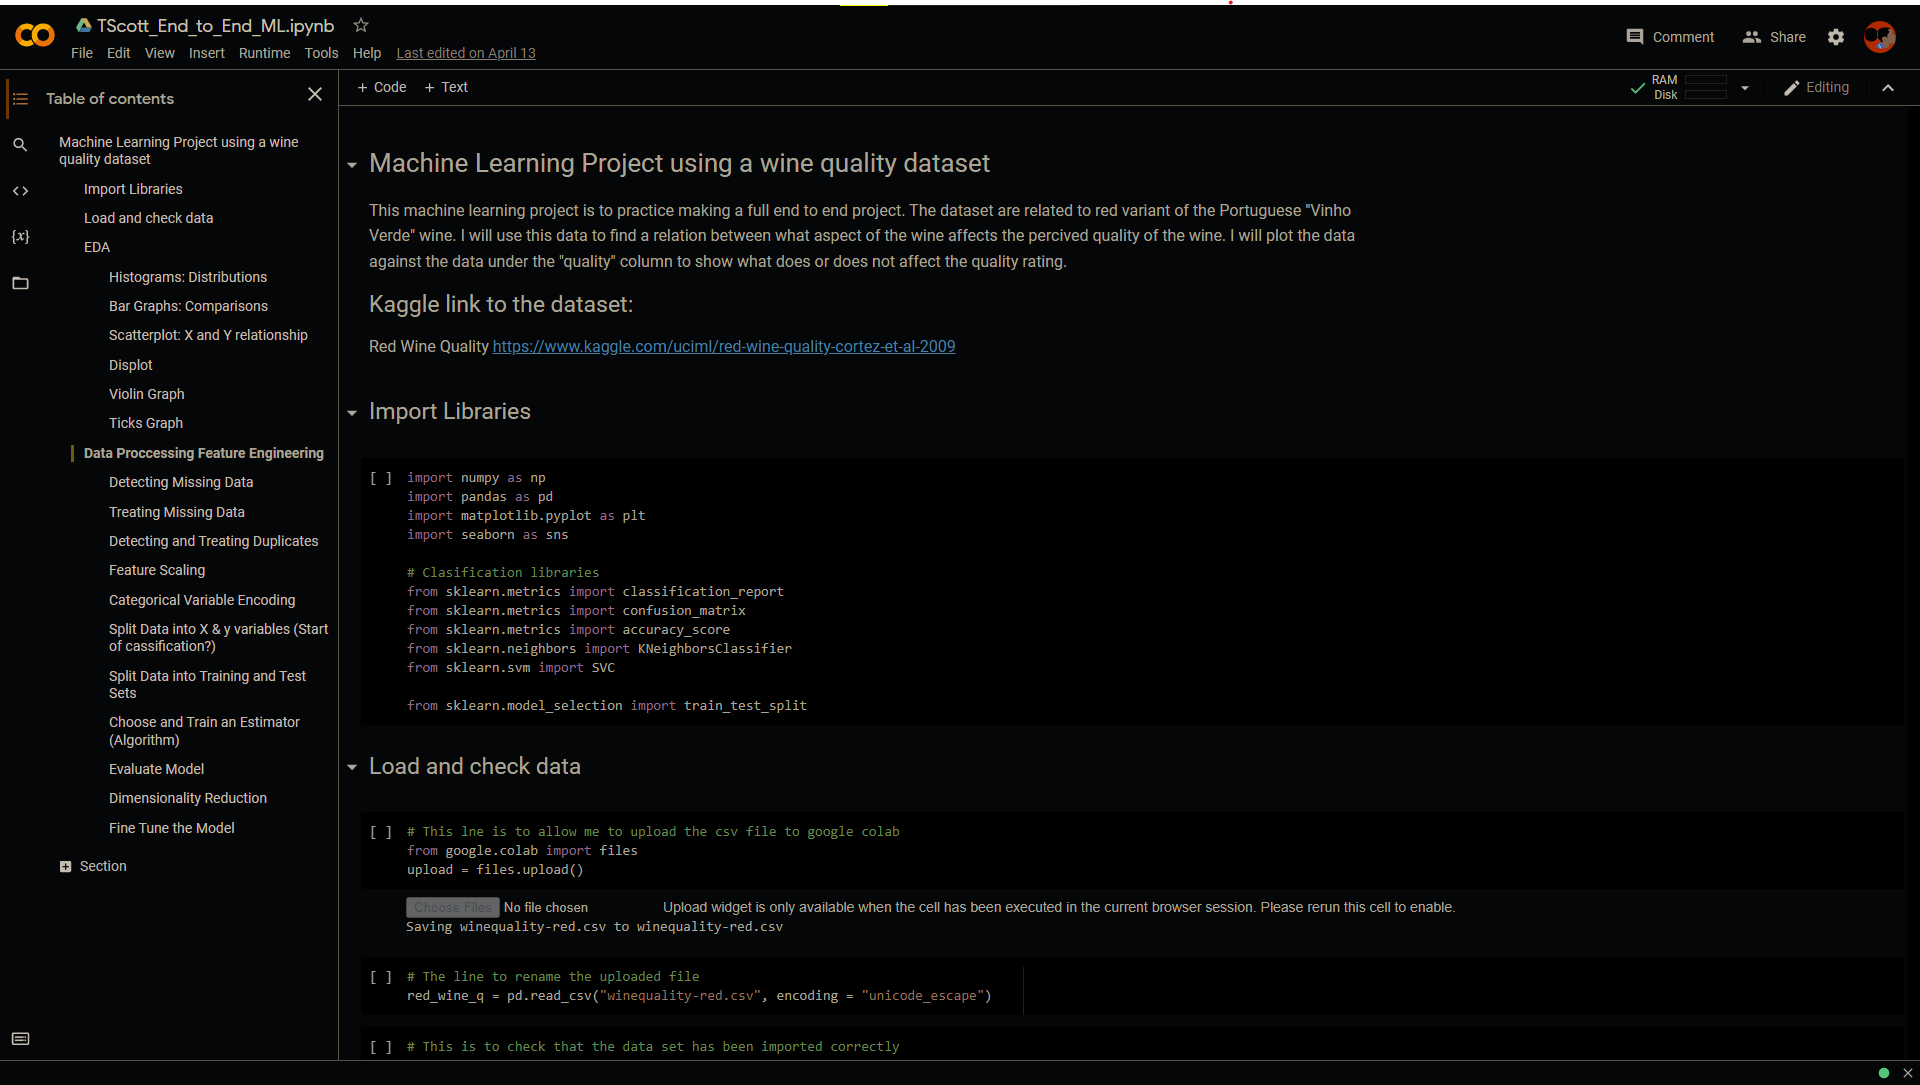 TScott_End_to_End_ML.ipynb
File Edit View Insert Runtime Tools Help Last edited on April 13
Comment Share
Table of contents
Machine Learning Project using a wine
quality dataset
Import Libraries
Load and check data
EDA
Histograms: Distributions
Bar Graphs: Comparisons
Scatterplot: X and Y relationship
Displot
Violin Graph
Ticks Graph
Data Proccessing Feature Engineering
Detecting Missing Data
Treating Missing Data
Detecting and Treating Duplicates
Feature Scaling
Categorical Variable Encoding
Split Data into X & y variables (Start
of cassification?)
Split Data into Training and Test
Sets
Choose and Train an Estimator
(Algorithm)
Evaluate Model
Dimensionality Reduction
Fine Tune the Model
Section
+ Code + Text
RAM
Disk
Editing
Machine Learning Project using a wine quality dataset
This machine learning project is to practice making a full end to end project. The dataset are related to red variant of the Portuguese "Vinho
Verde" wine. I will use this data to find a relation between what aspect of the wine affects the percived quality of the wine. I will plot the data
against the data under the "quality" column to show what does or does not affect the quality rating.
Kaggle link to the dataset:
Red Wine Quality https://www.kaggle.com/uciml/red-wine-quality-cortez-et-al-2009
Import Libraries
[ ] import numpy as np
import pandas as pd
import matplotlib.pyplot as plt
import seaborn as sns
# Clasification libraries
from sklearn.metrics import classification_report
from sklearn.metrics import confusion_matrix
from sklearn.metrics import accuracy_score
from sklearn.neighbors import KNeighborsClassifier
from sklearn.svm import SVC
from sklearn.model_selection import train_test_split
Load and check data
[ ] # This lne is to allow me to upload the csv file to google colab
from google.colab import files
upload = files.upload()
Choose Files No file chosen Upload widget is only available when the cell has been executed in the current browser session. Please rerun this cell to enable.
Saving winequality-red.csv to winequality-red.csv
[ ] # The line to rename the uploaded file
red_wine_q = pd.read_csv("winequality-red.csv", encoding = "unicode_escape")
[ ] # This is to check that the data set has been imported correctly